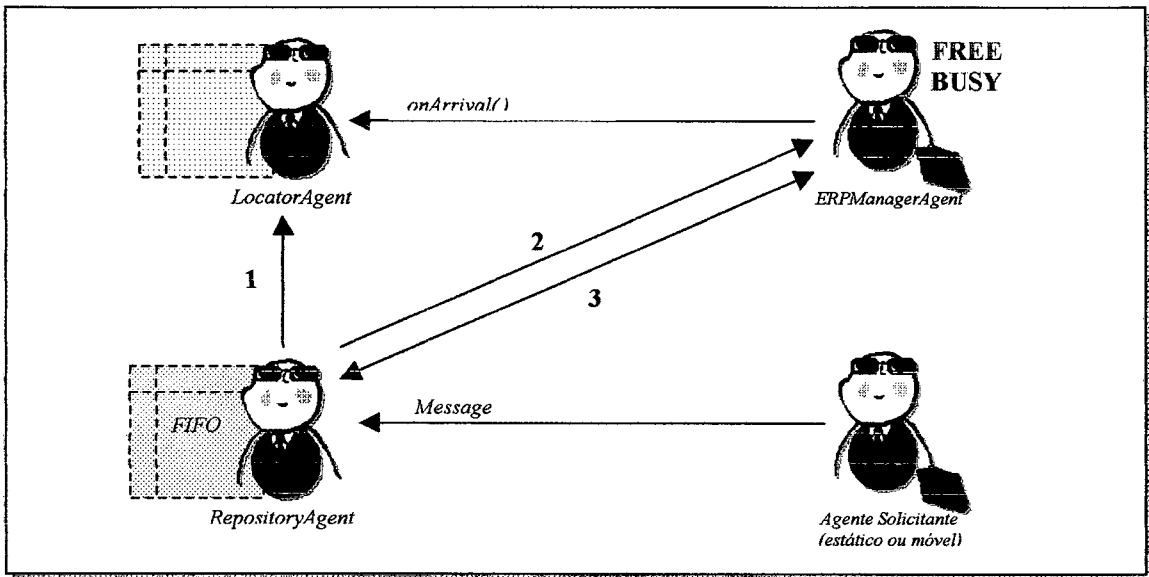 FREE
BUSY
onArrival()
LocatorAgent
ERPManagerAgent
1
2
3
FIFO
Message
RepositoryAgent
Agente Solicitante
(estático ou móvel)